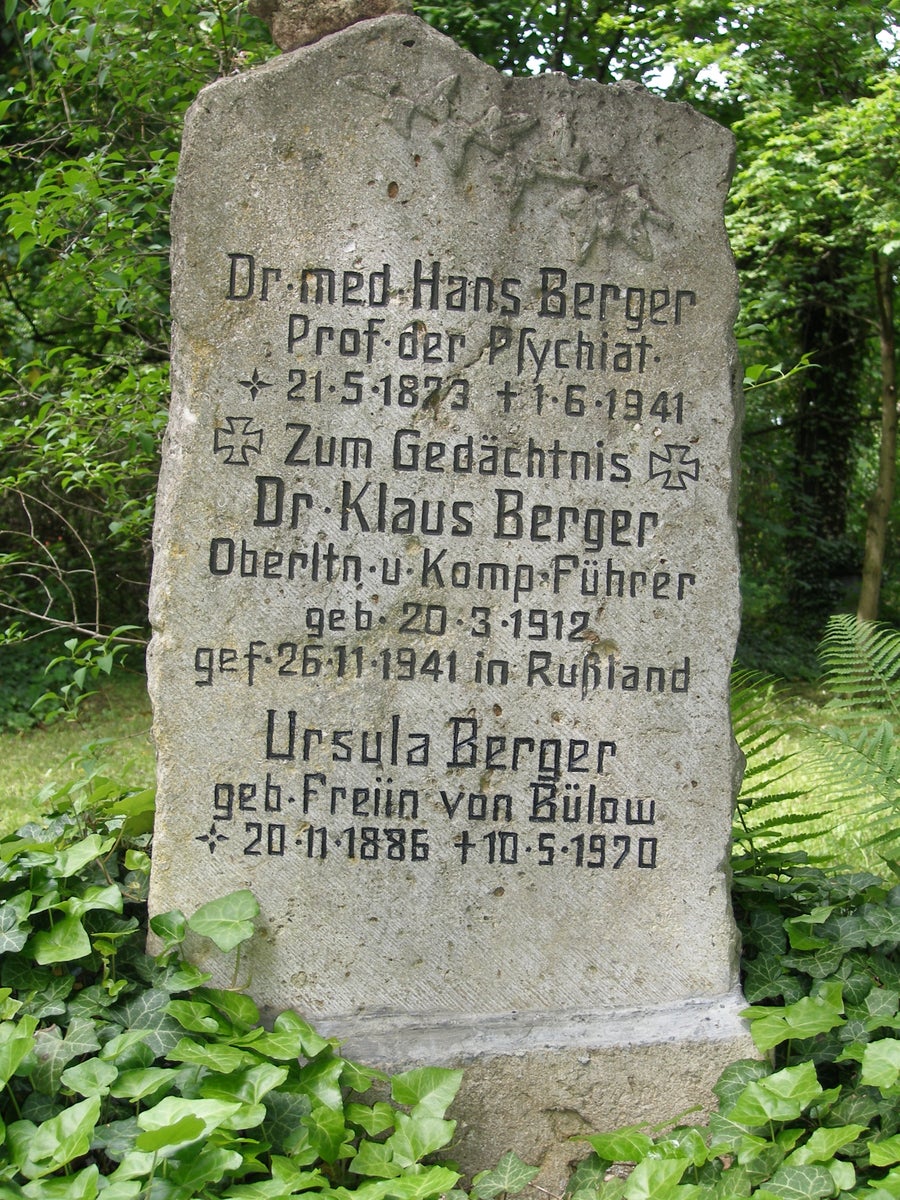 Dr·med·Hans Berger
Prof·der Pſychiat·
21·5·1873 †1·6·1941
Zum Gedächtnis
Dr·Klaus Berger
Oberltn·u·Komp·Führer
geb·20·3·1912
gef·26·11·1941 in Rußland
Ursula Berger
geb·Freiin von Bülow
20·11·1886 †10·5·1970